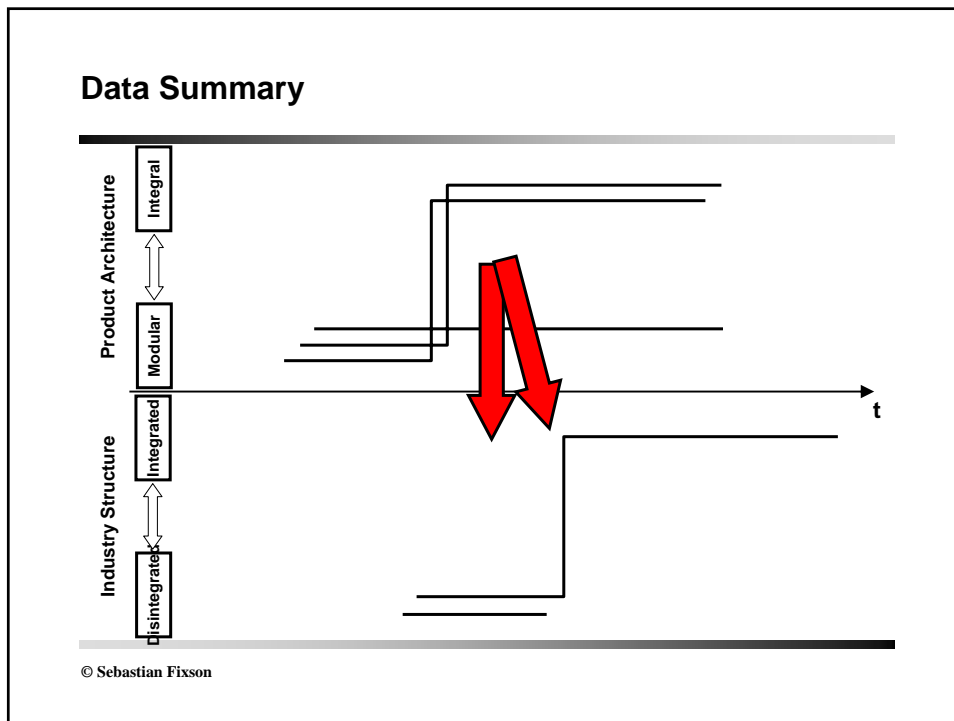 Data Summary
Product Architecture
Integral
Modular
t
Industry Structure
Integrated
Disintegrated
© Sebastian Fixson